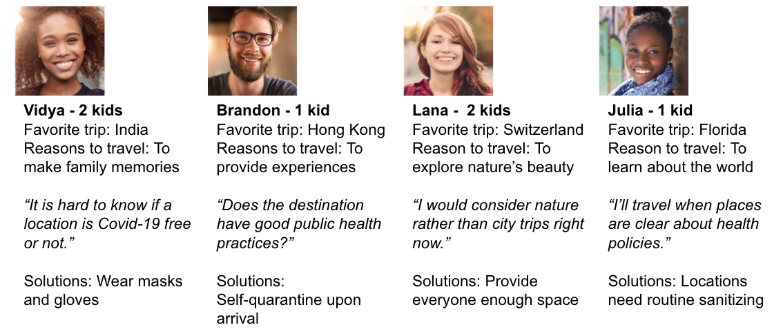 Vidya - 2 kids
Favorite trip: India
Reasons to travel: To
make family memories
“It is hard to know if a
location is Covid-19 free
or not.”
Solutions: Wear masks
and gloves
Brandon - 1 kid
Favorite trip: Hong Kong
Reasons to travel: To
provide experiences
“Does the destination
have good public health
practices?”
Solutions:
Self-quarantine upon
arrival
Lana -  2 kids
Favorite trip: Switzerland
Reason to travel: To
explore nature’s beauty
“I would consider nature
rather than city trips right
now.”
Solutions: Provide
everyone enough space
Julia - 1 kid
Favorite trip: Florida
Reason to travel: To
learn about the world
“I’ll travel when places
are clear about health
policies.”
Solutions: Locations
need routine sanitizing